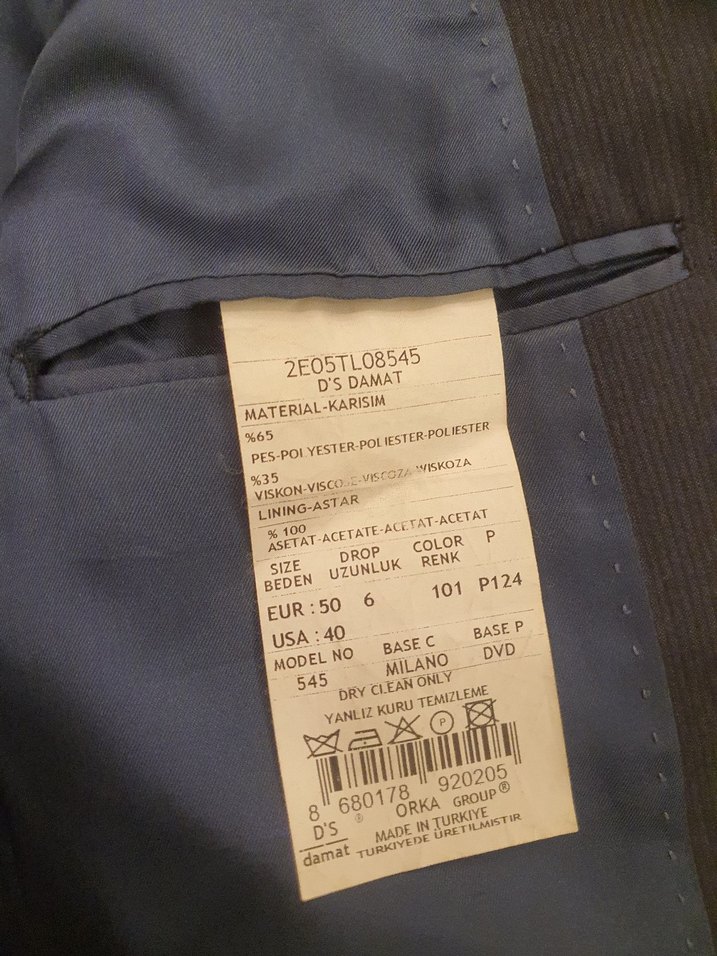 2E05TL08545
D'S DAMAT
MATERIAL-KARISIM
%65
PES-POLYESTER-POLIESTER-POLIESTER
%35
VISKON-VISCOSE-VISCOZA-WISKOZA
LINING-ASTAR
% 100
ASETAT-ACETATE-ACETAT-ACETAT
SIZE DROP COLOR P
BEDEN UZUNLUK RENK
EUR : 50 6 101 P124
USA : 40
MODEL NO BASE C BASE P
545 MILANO DVD
DRY CLEAN ONLY
YANLIZ KURU TEMIZLEME
P
8 680178 920205
D'S ® ORKA GROUP®
damat MADE IN TURKIYE
TURKIYEDE ÜRETILMISTIR